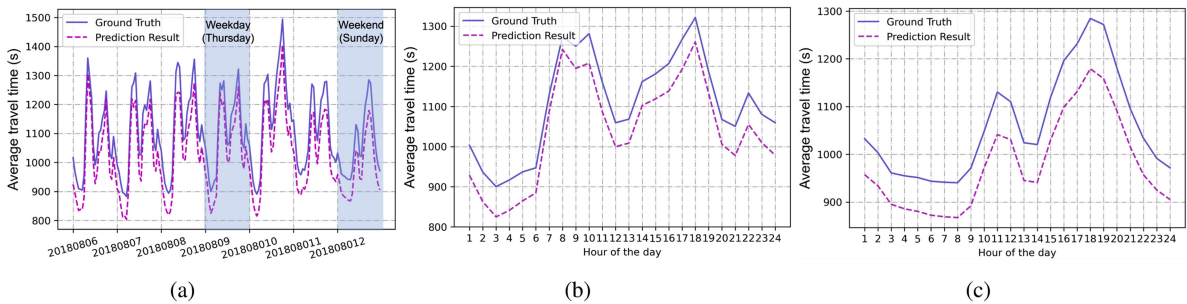 Ground Truth
Prediction Result
Weekday
(Thursday)
Weekend
(Sunday)
Average travel time (s)
1500
1400
1300
1200
1100
1000
900
800
20180806
20180807
20180808
20180809
20180810
20180811
20180812
(a)
Ground Truth
Prediction Result
Average travel time (s)
1300
1200
1100
1000
900
800
1 2 3 4 5 6 7 8 9 10 11 12 13 14 15 16 17 18 19 20 21 22 23 24
Hour of the day
(b)
Ground Truth
Prediction Result
Average travel time (s)
1300
1200
1100
1000
900
1 2 3 4 5 6 7 8 9 10 11 12 13 14 15 16 17 18 19 20 21 22 23 24
Hour of the day
(c)